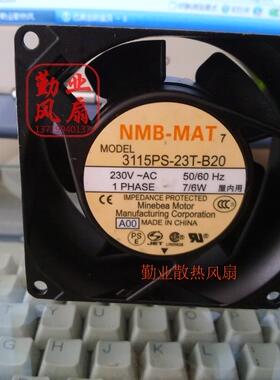 勤业
风扇
NMB-MAT 7
MODEL
3115PS-23T-B20
230V ~AC 50/60 Hz
1 PHASE 7/6W 屋内用
IMPEDANCE PROTECTED
Minebea Motor
Manufacturing Corporation
A00 MADE IN CHINA
勤业散热风扇